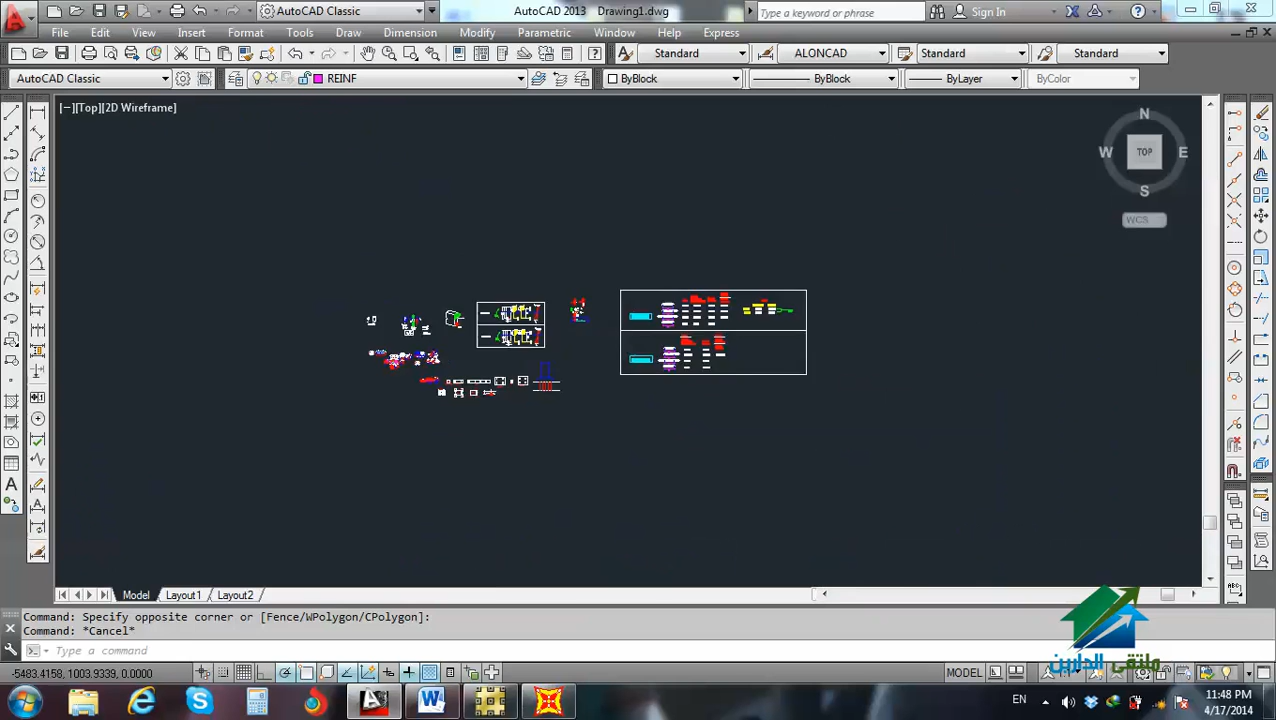 AutoCAD Classic
AutoCAD 2013 Drawing1.dwg
Type a keyword or phrase
Sign In
File Edit View Insert Format Tools Draw Dimension Modify Parametric Window Help Express
Standard ALONCAD Standard Standard
AutoCAD Classic REINF ByBlock ByBlock ByLayer ByColor
[−][Top][2D Wireframe]
N
W TOP E
S
WCS
Model Layout1 Layout2
Command: Specify opposite corner or [Fence/WPolygon/CPolygon]:
Command: *Cancel*
Type a command
ملتقى الدارين
-5483.4158, 1003.9339, 0.0000 MODEL
EN 11:48 PM
4/17/2014